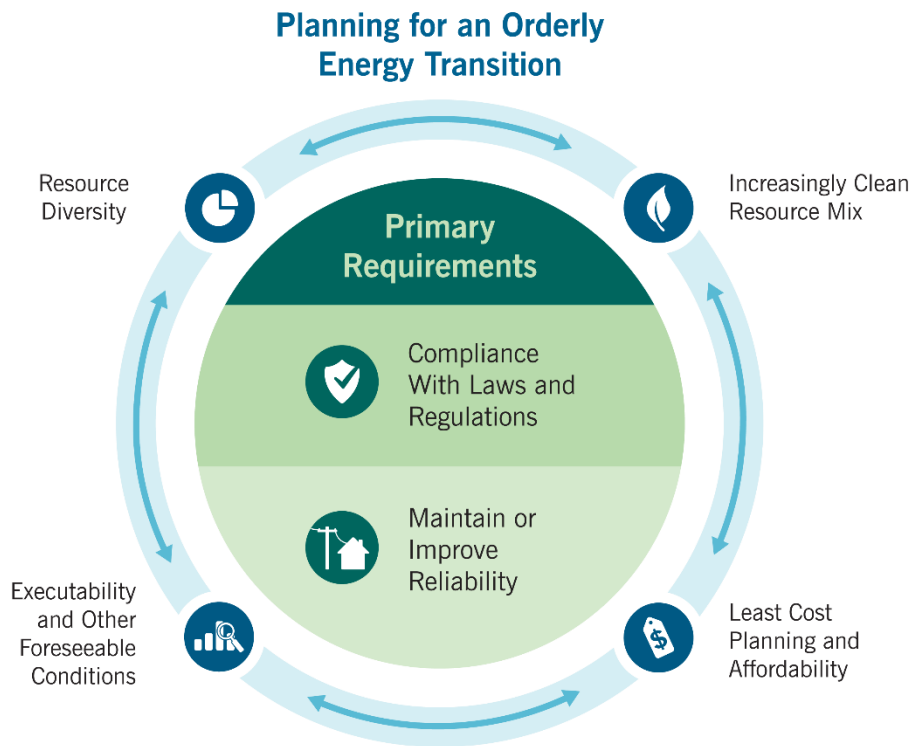 Planning for an Orderly
Energy Transition
Resource
Diversity
Increasingly Clean
Resource Mix
Primary
Requirements
Compliance
With Laws and
Regulations
Maintain or
Improve
Reliability
Executability
and Other
Foreseeable
Conditions
Least Cost
Planning and
Affordability
$